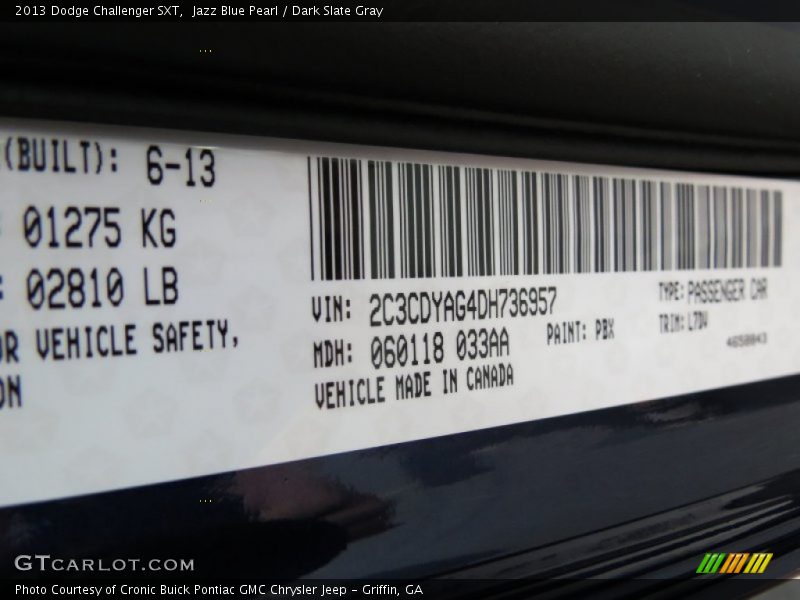 2013 Dodge Challenger SXT,  Jazz Blue Pearl / Dark Slate Gray
(BUILT): 6-13
: 01275 KG
: 02810 LB
OR VEHICLE SAFETY,
ON
VIN: 2C3CDYAG4DH736957
TYPE: PASSENGER CAR
MDH: 060118 033AA
PAINT: PBX
TRIM: L7DV
VEHICLE MADE IN CANADA
GTCARLOT.COM
Photo Courtesy of Cronic Buick Pontiac GMC Chrysler Jeep - Griffin, GA